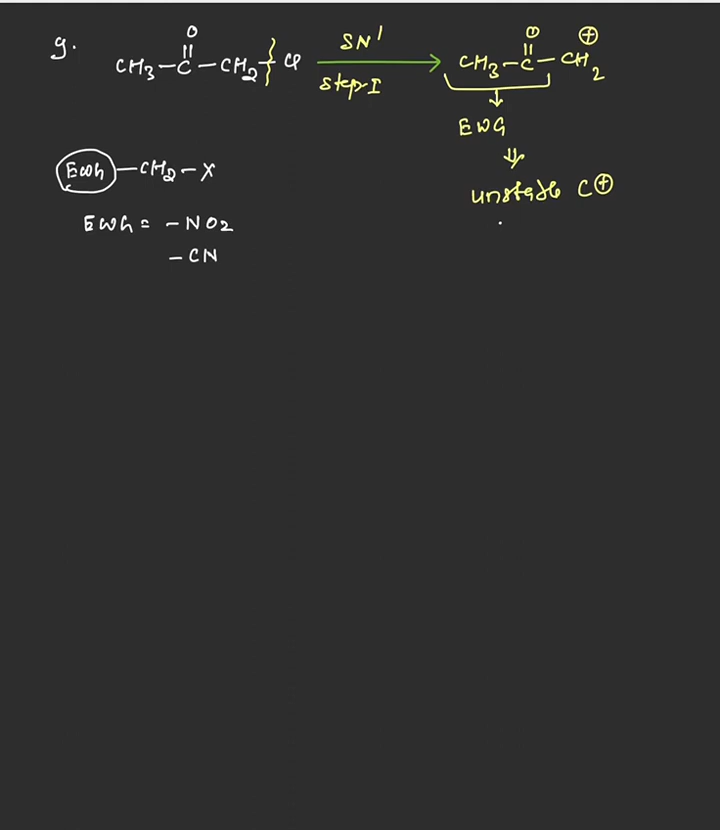 9.
O
||
CH3-C-CH2}Cl
SN1
Step-I
O ⊕
||
CH3-C-CH2
EWG
unstable C⊕
EWG-CH2-X
EWG = -NO2
-CN